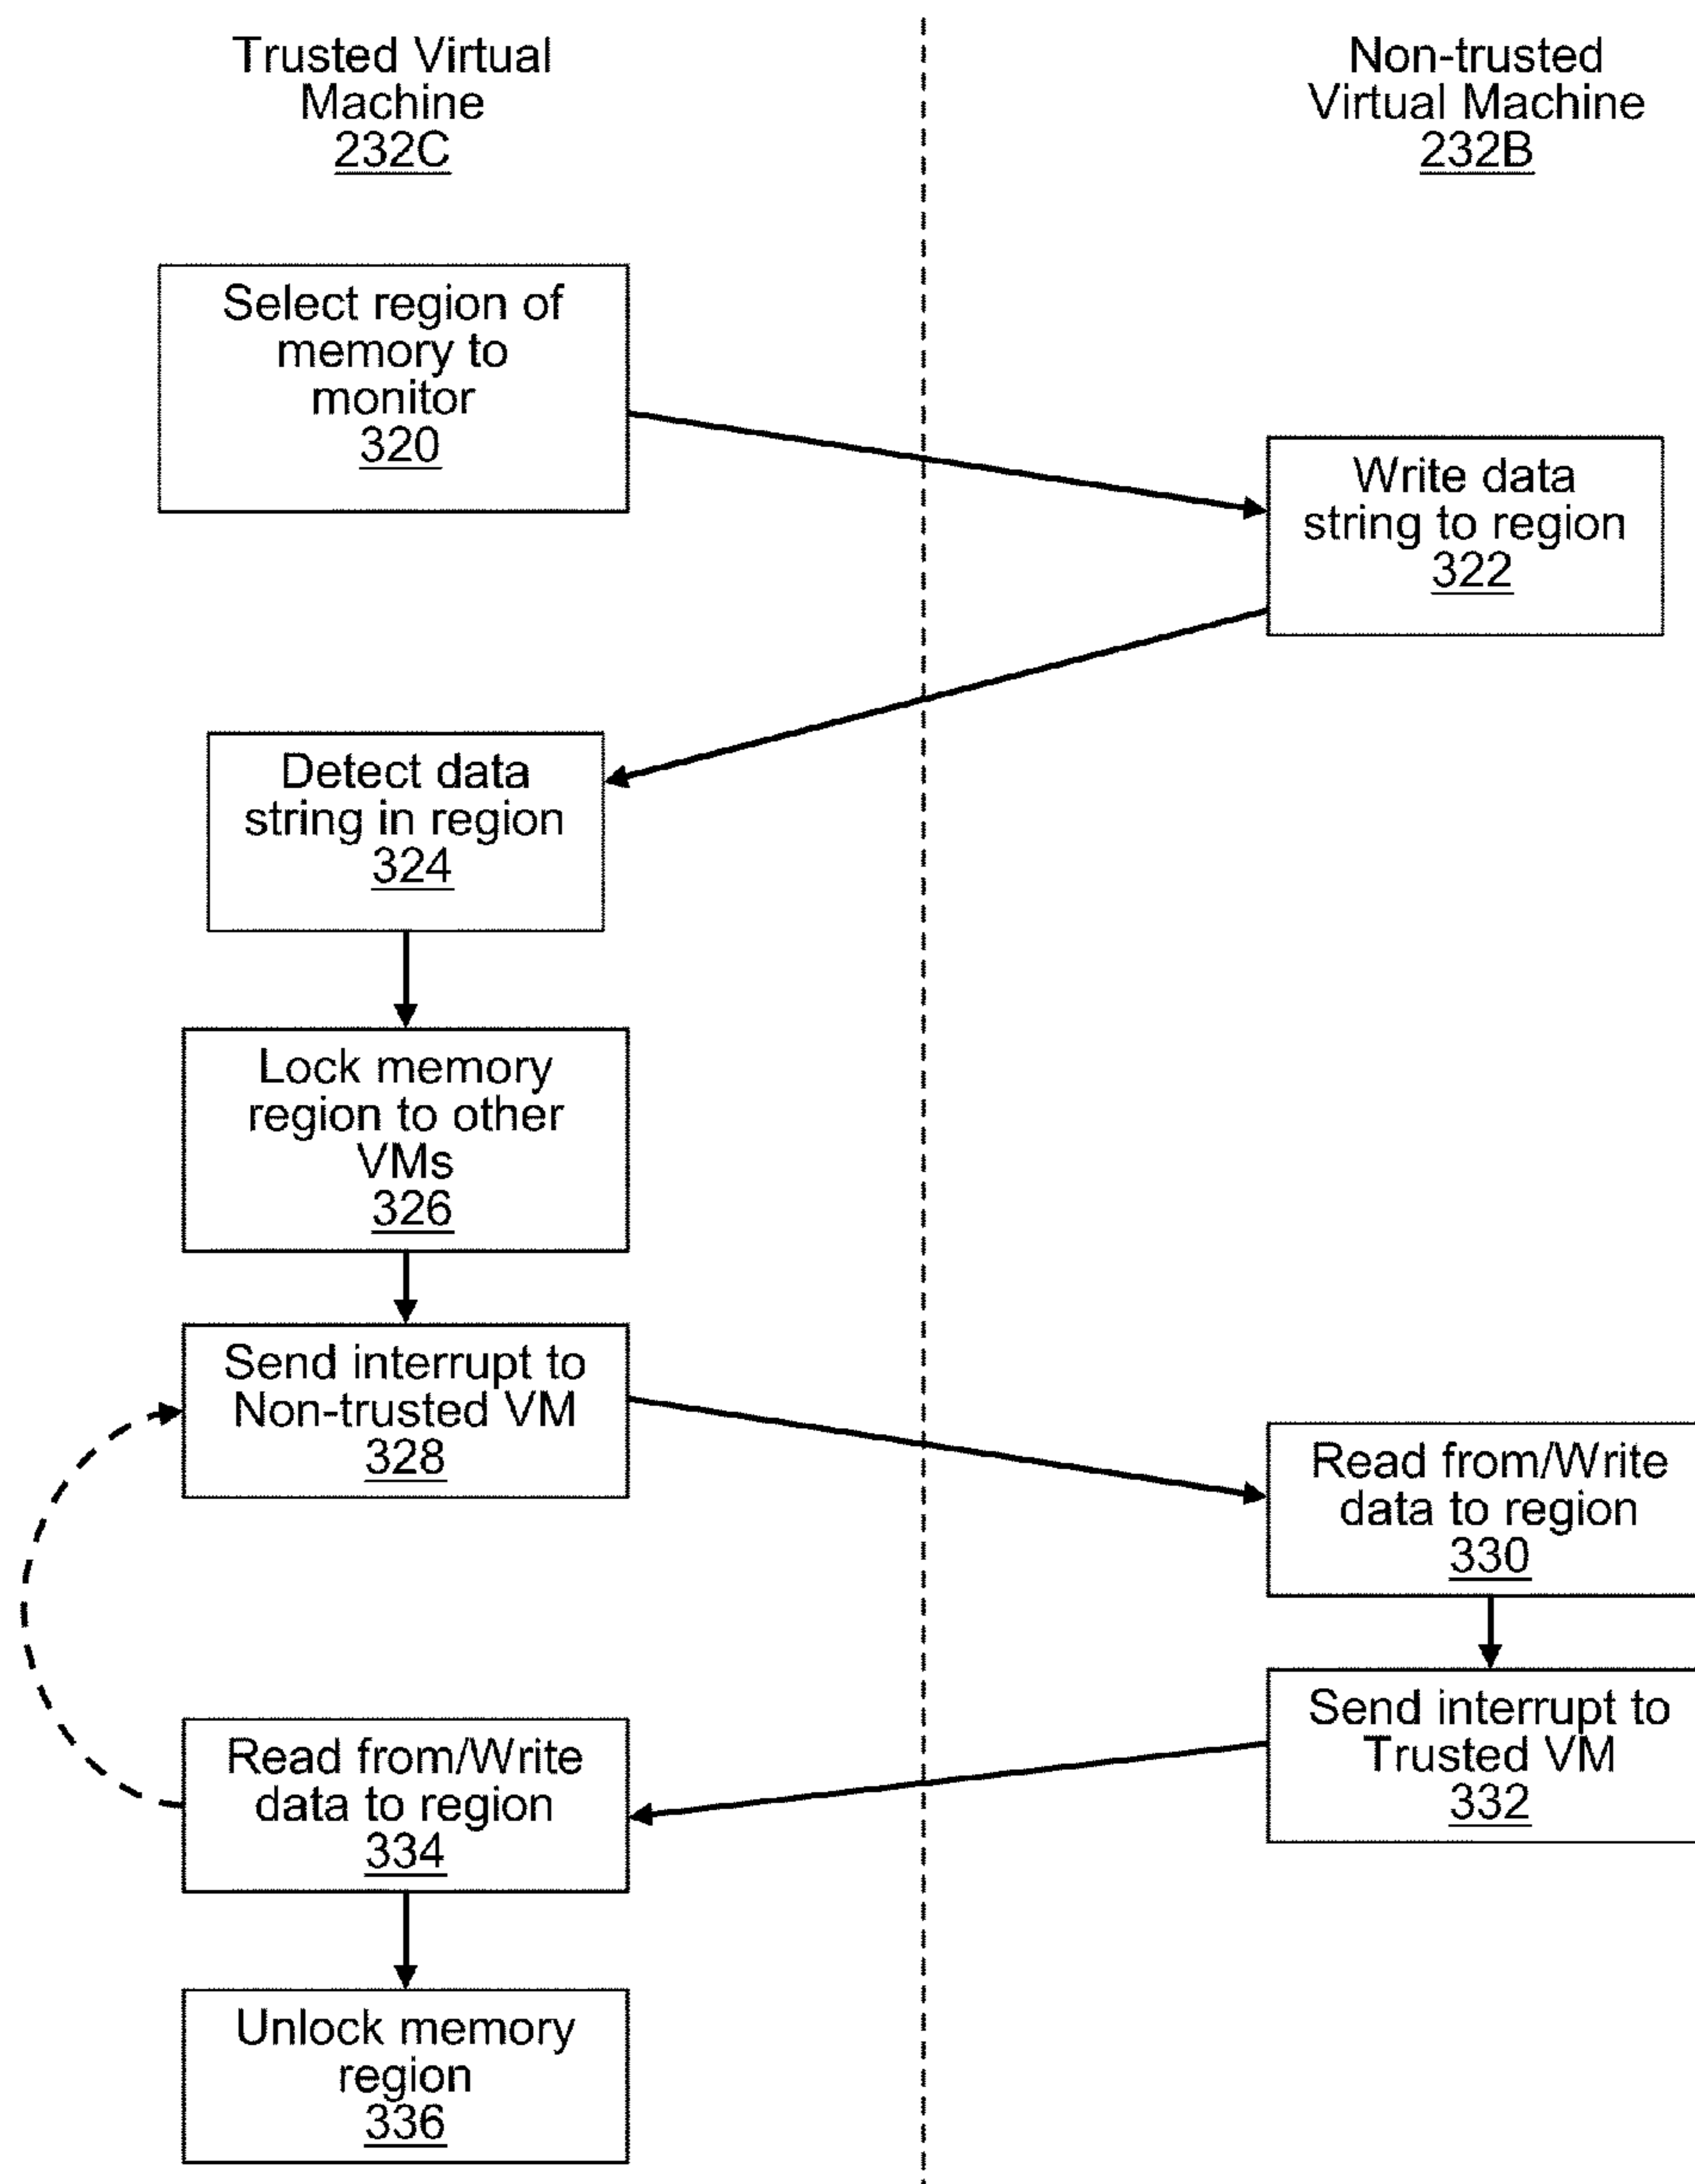 Trusted Virtual
Machine
232C
Non-trusted
Virtual Machine
232B
Select region of
memory to
monitor
320
Write data
string to region
322
Detect data
string in region
324
Lock memory
region to other
VMs
326
Send interrupt to
Non-trusted VM
328
Read from/Write
data to region
330
Send interrupt to
Trusted VM
332
Read from/Write
data to region
334
Unlock memory
region
336